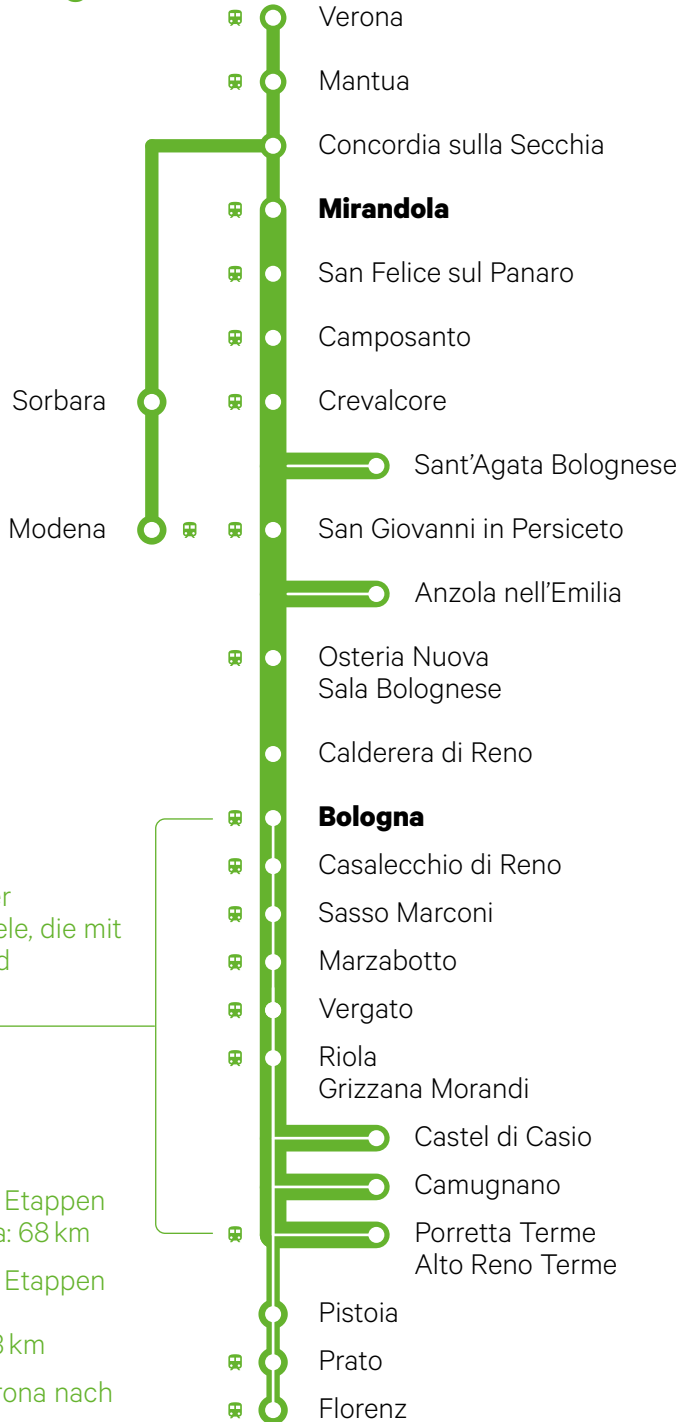 Verona
Mantua
Concordia sulla Secchia
Mirandola
San Felice sul Panaro
Camposanto
Sorbara
Crevalcore
Sant’Agata Bolognese
Modena
San Giovanni in Persiceto
Anzola nell’Emilia
Osteria Nuova
Sala Bolognese
Calderera di Reno
Bologna
Casalecchio di Reno
Sasso Marconi
die mit
Marzabotto
Vergato
Riola
Grizzana Morandi
Castel di Casio
Camugnano
Etappen
68 km
Porretta Terme
Alto Reno Terme
Etappen
Pistoia
km
Prato
nach
Florenz